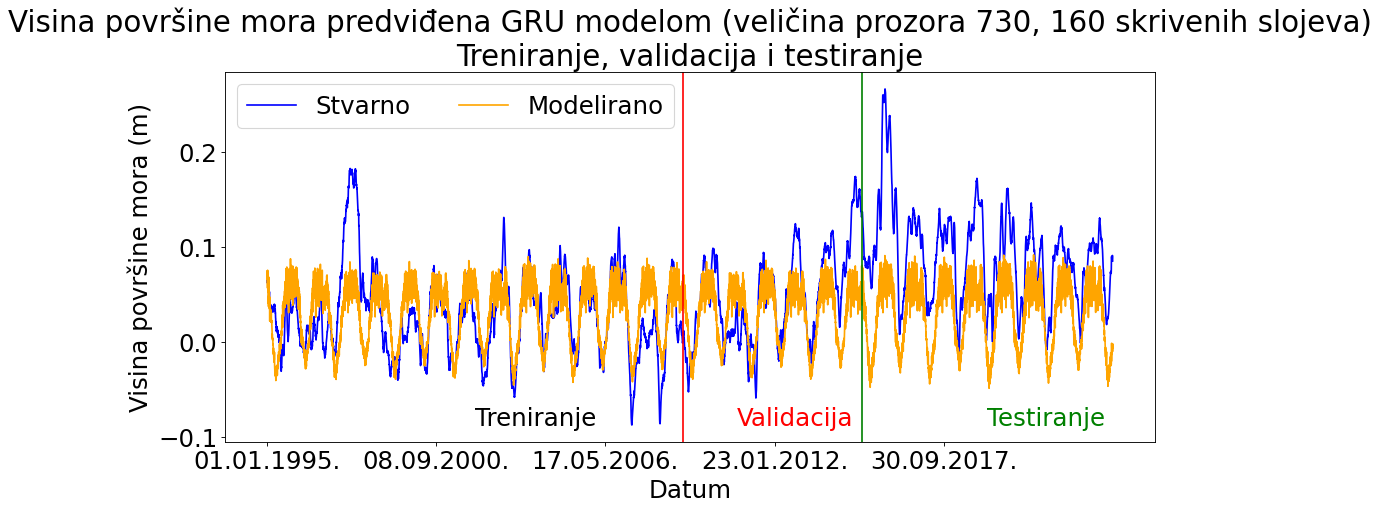 Visina površine mora predviđena GRU modelom (veličina prozora 730, 160 skrivenih slojeva)
Treniranje, validacija i testiranje
Stvarno
Modelirano
Visina površine mora (m)
0.2
0.1
0.0
−0.1
Treniranje
Validacija
Testiranje
01.01.1995.
08.09.2000.
17.05.2006.
23.01.2012.
30.09.2017.
Datum